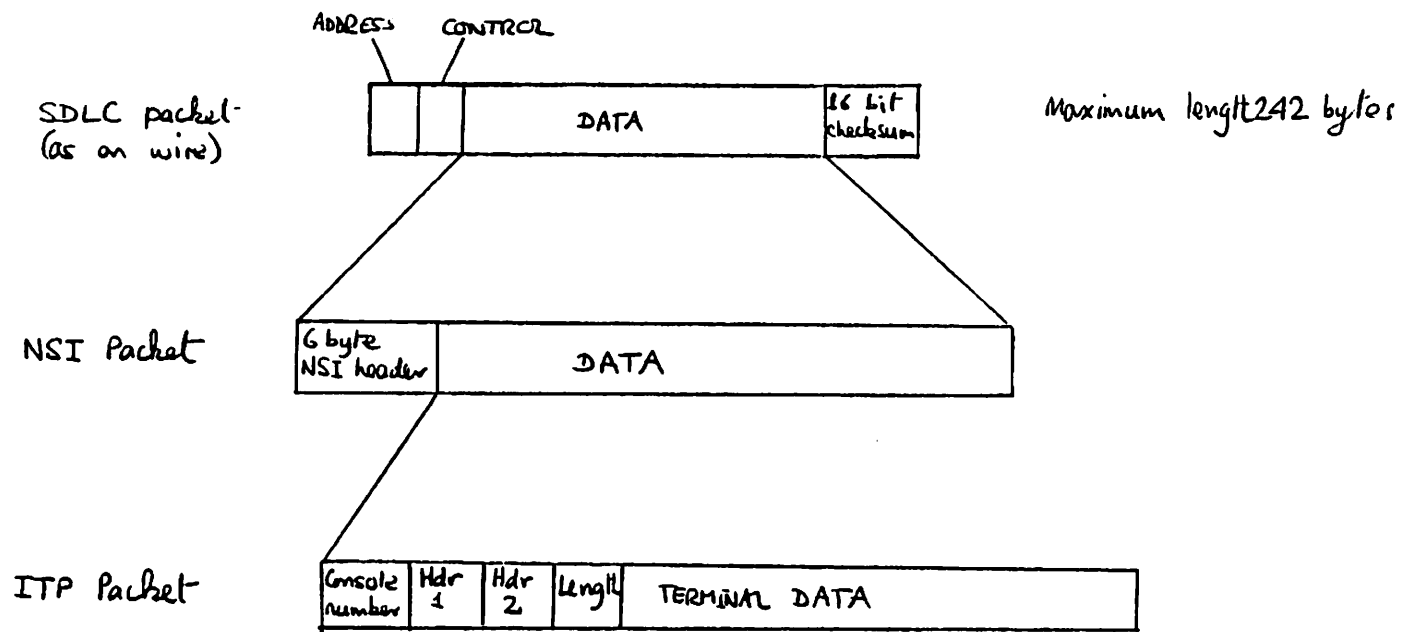 ADDRESS CONTROL
SDLC packet
(as on wire)
DATA
16 bit
checksum
Maximum length 242 bytes
NSI Packet
6 byte
NSI header
DATA
ITP Packet
Console
number
Hdr
1
Hdr
2
Length
TERMINAL DATA